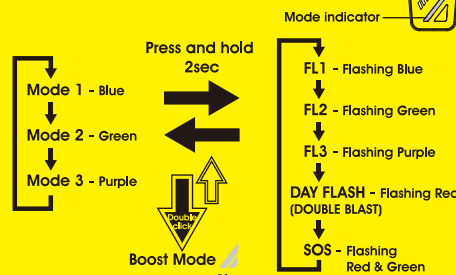 Mode indicator
Press and hold
2sec
Mode 1 - Blue
Mode 2 - Green
Mode 3 - Purple
Double
click
Boost Mode
FL1 - Flashing Blue
FL2 - Flashing Green
FL3 - Flashing Purple
DAY FLASH - Flashing Red
(DOUBLE BLAST)
SOS - Flashing
Red & Green